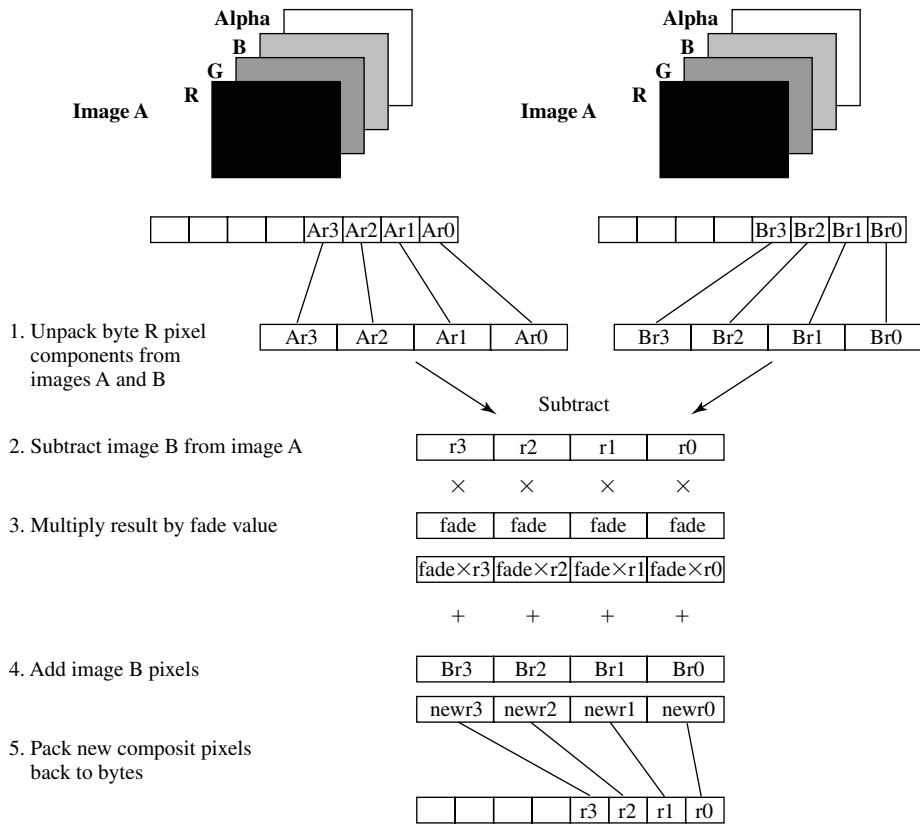 Alpha
B
G
R
Image A
Alpha
B
G
R
Image A
Ar3 Ar2 Ar1 Ar0
Br3 Br2 Br1 Br0
1. Unpack byte R pixel
components from
images A and B
Ar3 Ar2 Ar1 Ar0
Br3 Br2 Br1 Br0
Subtract
2. Subtract image B from image A
r3 r2 r1 r0
× × × ×
3. Multiply result by fade value
fade fade fade fade
fade×r3 fade×r2 fade×r1 fade×r0
+ + + +
4. Add image B pixels
Br3 Br2 Br1 Br0
newr3 newr2 newr1 newr0
5. Pack new composit pixels
back to bytes
r3 r2 r1 r0